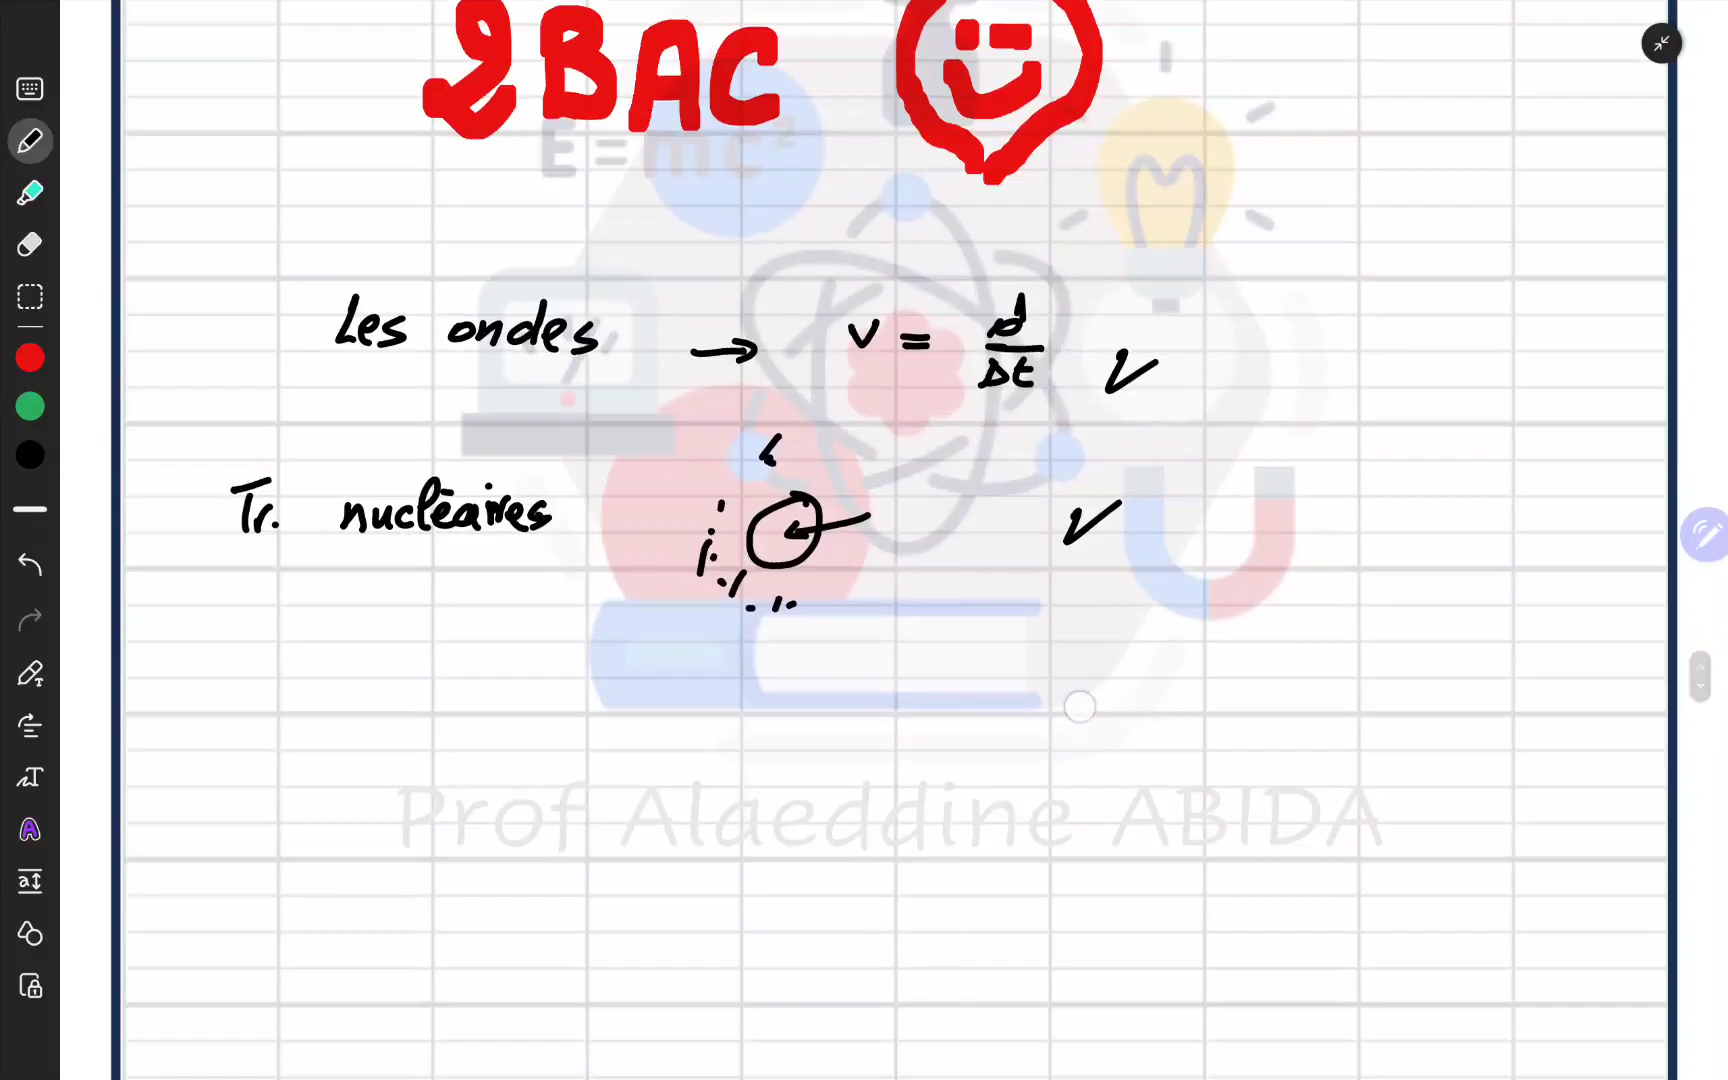 2BAC
E=mc²
Les ondes → v = d/Δt ✓
Tr. nucléaires ✓
Prof Alaeddine ABIDA